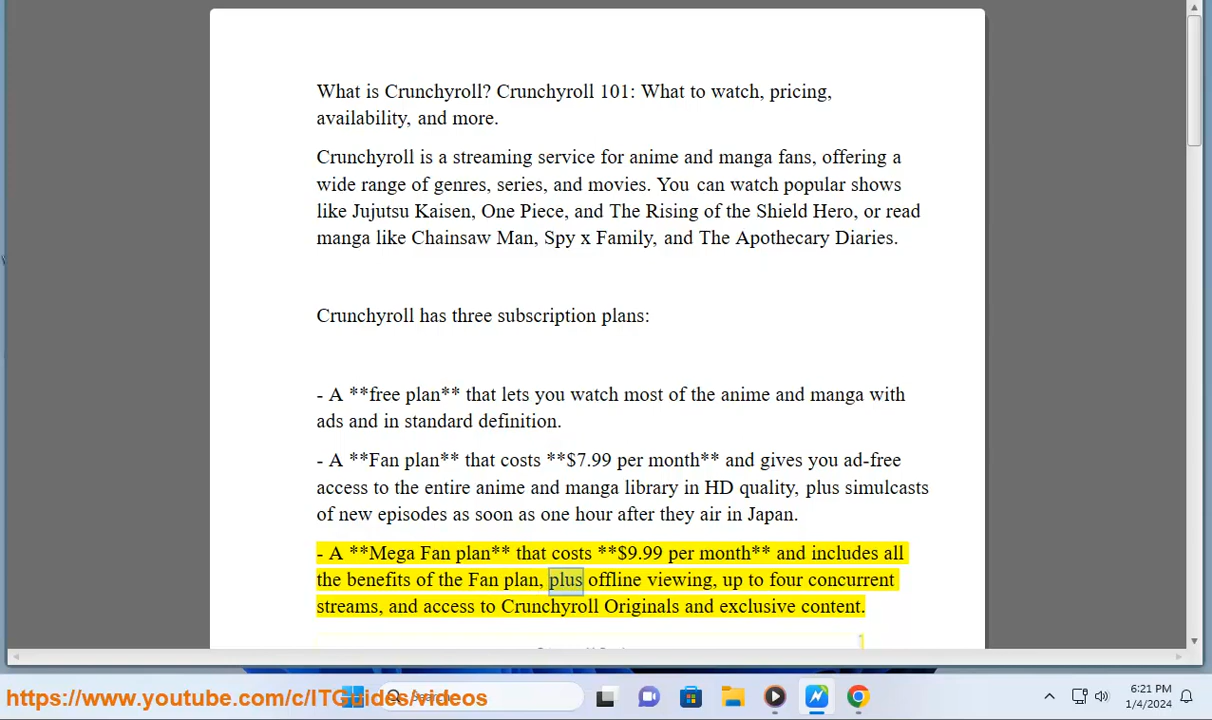 What is Crunchyroll? Crunchyroll 101: What to watch, pricing,
availability, and more.
Crunchyroll is a streaming service for anime and manga fans, offering a
wide range of genres, series, and movies. You can watch popular shows
like Jujutsu Kaisen, One Piece, and The Rising of the Shield Hero, or read
manga like Chainsaw Man, Spy x Family, and The Apothecary Diaries.
Crunchyroll has three subscription plans:
- A **free plan** that lets you watch most of the anime and manga with
ads and in standard definition.
- A **Fan plan** that costs **$7.99 per month** and gives you ad-free
access to the entire anime and manga library in HD quality, plus simulcasts
of new episodes as soon as one hour after they air in Japan.
- A **Mega Fan plan** that costs **$9.99 per month** and includes all
the benefits of the Fan plan, plus offline viewing, up to four concurrent
streams, and access to Crunchyroll Originals and exclusive content.
https://www.youtube.com/c/ITGuides/videos
6:21 PM
1/4/2024